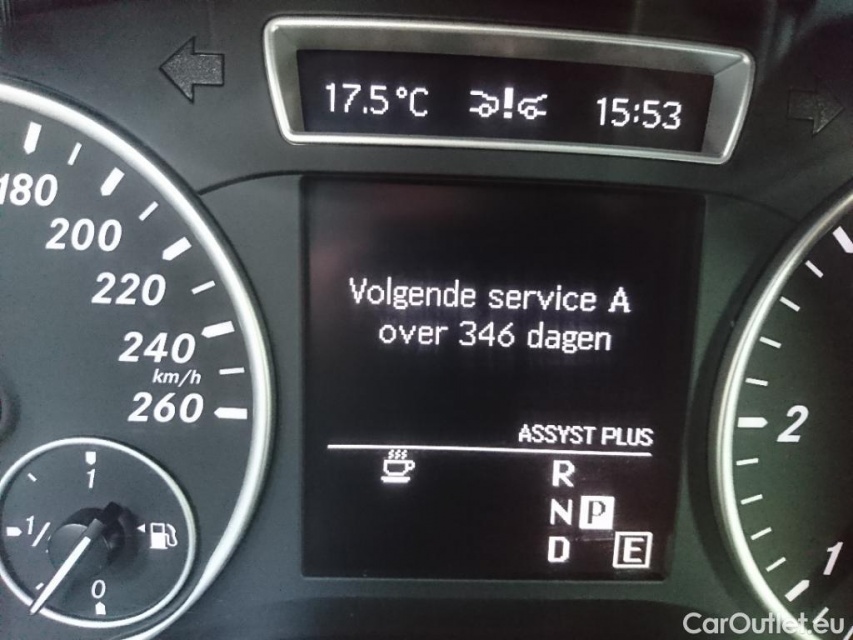 17.5°C 15:53
180
200
220
240
km/h
260
Volgende service A
over 346 dagen
ASSYST PLUS
R
N P
D E
1
1/
0
2
1
CarOutlet.eu